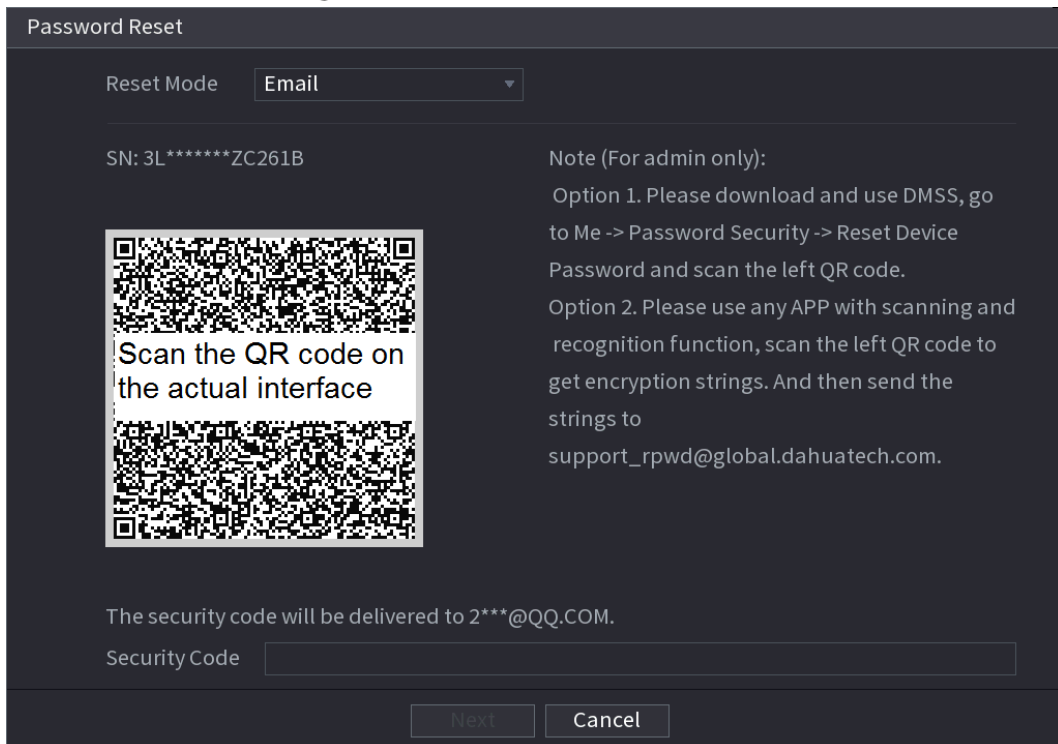 Password Reset
Reset Mode Email
SN: 3L*******ZC261B
Note (For admin only):
Option 1. Please download and use DMSS, go
to Me -> Password Security -> Reset Device
Password and scan the left QR code.
Option 2. Please use any APP with scanning and
recognition function, scan the left QR code to
get encryption strings. And then send the
strings to
support_rpwd@global.dahuatech.com.
Scan the QR code on
the actual interface
The security code will be delivered to 2***@QQ.COM.
Security Code
Next Cancel